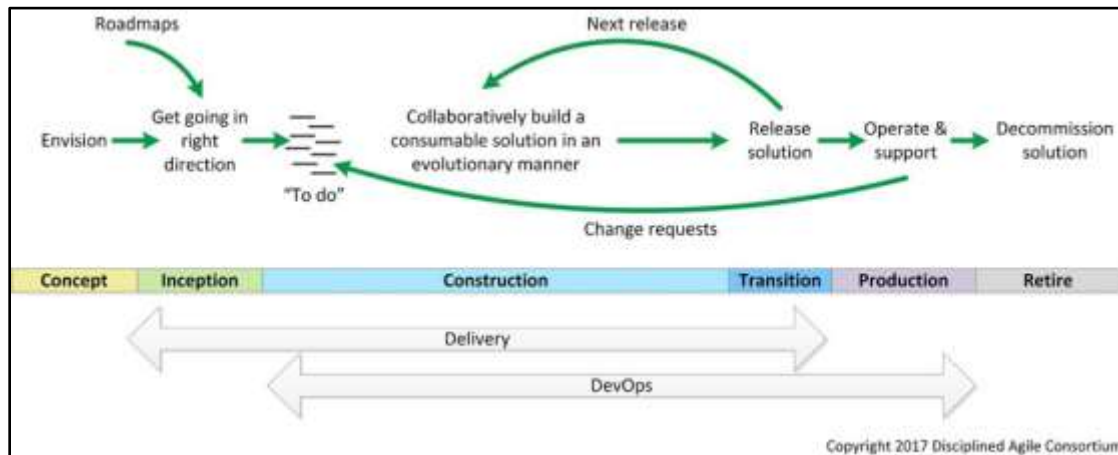 Roadmaps
Next release
Envision
Get going in
right
direction
"To do"
Collaboratively build a
consumable solution in an
evolutionary manner
Release
solution
Operate &
support
Decommission
solution
Change requests
Concept
Inception
Construction
Transition
Production
Retire
Delivery
DevOps
Copyright 2017 Disciplined Agile Consortium